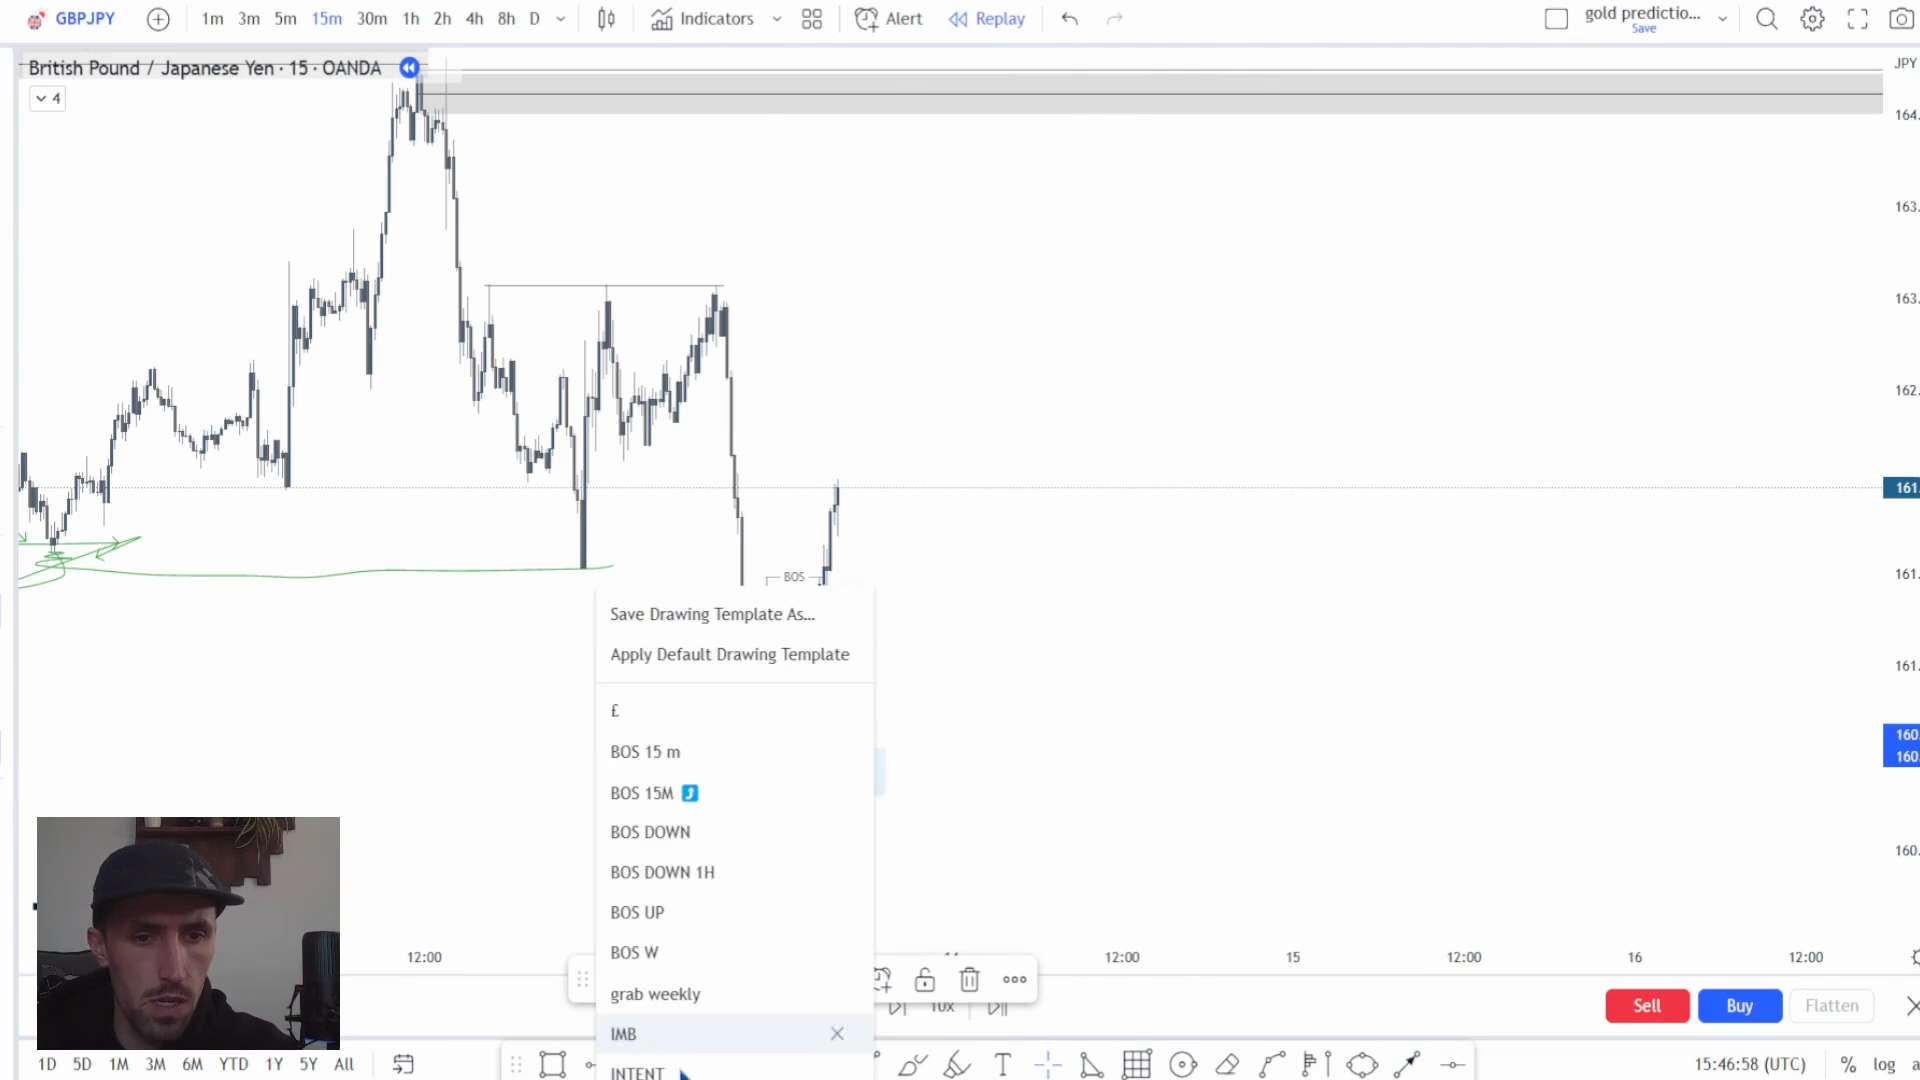 GBPJPY 1m 3m 5m 15m 30m 1h 2h 4h 8h D Indicators Alert Replay gold predictio... Save
British Pound / Japanese Yen · 15 · OANDA
JPY
4
164.
163.
163.
162.
161.
161.
BOS
Save Drawing Template As...
Apply Default Drawing Template
161.
£
160.
BOS 15 m
160.
BOS 15M
BOS DOWN
160.
BOS DOWN 1H
BOS UP
BOS W
12:00 12:00 15 12:00 16 12:00
grab weekly
10x
Sell Buy Flatten
IMB
INTENT
1D 5D 1M 3M 6M YTD 1Y 5Y All
T
15:46:58 (UTC) % log a